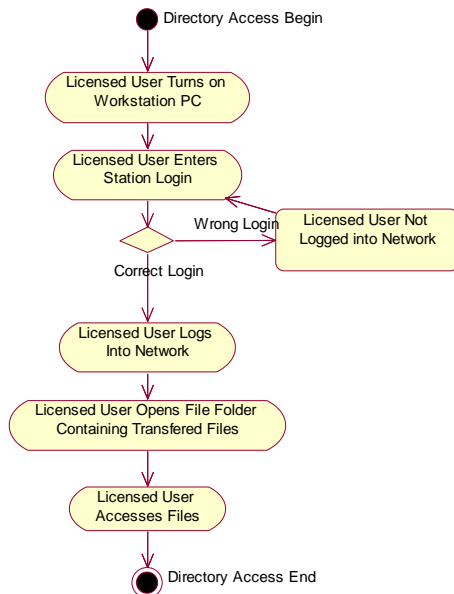 Directory Access Begin
Licensed User Turns on
Workstation PC
Licensed User Enters
Station Login
Wrong Login
Licensed User Not
Logged into Network
Correct Login
Licensed User Logs
Into Network
Licensed User Opens File Folder
Containing Transfered Files
Licensed User
Accesses Files
Directory Access End